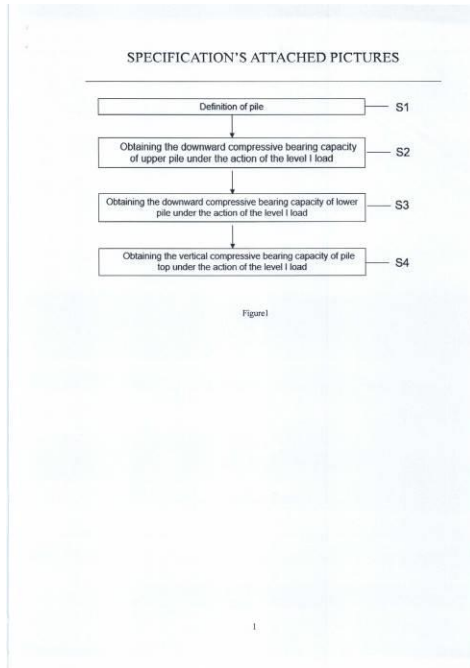 SPECIFICATION'S ATTACHED PICTURES
Definition of pile
S1
Obtaining the downward compressive bearing capacity
of upper pile under the action of the level I load
S2
Obtaining the downward compressive bearing capacity of lower
pile under the action of the level I load
S3
Obtaining the vertical compressive bearing capacity of pile
top under the action of the level I load
S4
Figure1
1